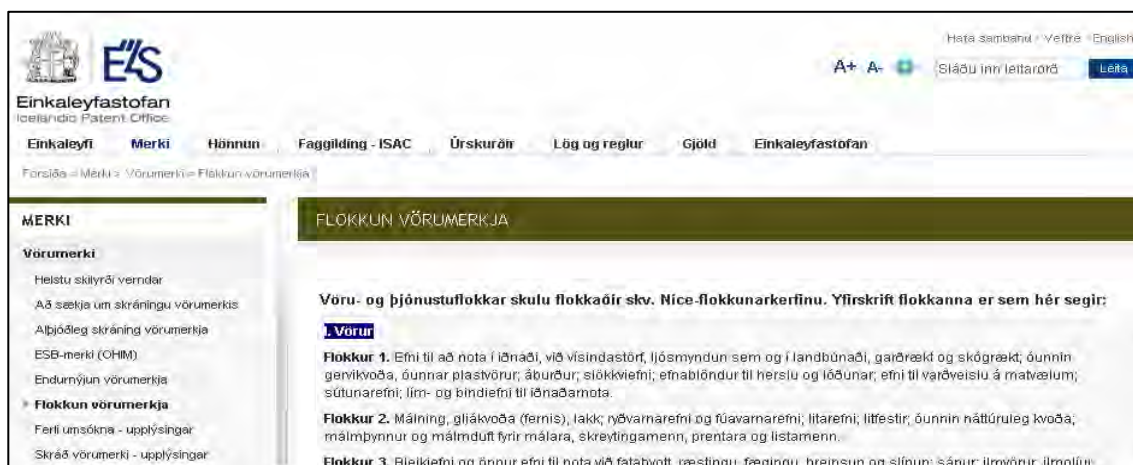 Hafa samband Veftré English
ELS
A+ A- Sláðu inn leitarorð Leita
Einkaleyfastofan
Icelandic Patent Office
Einkaleyfi Merki Hönnun Faggilding - ISAC Úrskurðir Lög og reglur Gjöld Einkaleyfastofan
Forsíða > Merki > Vörumerki > Flokkun vörumerkja
MERKI
FLOKKUN VÖRUMERKJA
Vörumerki
Helstu skilyrði verndar
Að sækja um skráningu vörumerkis
Alþjóðleg skráning vörumerkja
ESB-merki (OHIM)
Endurnýjun vörumerkja
Flokkun vörumerkja
Ferli umsókna - upplýsingar
Skráð vörumerki - upplýsingar
Vöru- og þjónustuflokkar skulu flokkaðir skv. Nice-flokkunarkerfinu. Yfirskrift flokkanna er sem hér segir:
I. Vörur
Flokkur 1. Efni til að nota í iðnaði, við vísindastörf, ljósmyndun sem og í landbúnaði, garðrækt og skógrækt; óunnin
gervikvoða, óunnar plastvörur; áburður; slökkviefni; efnablöndur til herslu og lóðunar; efni til varðveislu á matvælum;
sútunarefni; lím- og bindiefni til iðnaðarnota.
Flokkur 2. Málning, gljákvoða (fernis), lakk; ryðvarnarefni og fúavarnarefni; litarefni; litfestir; óunnin náttúruleg kvoða;
málmþynnur og málmduft fyrir málara, skreytingamenn, prentara og listamenn.
Flokkur 3. Bleikiefni og önnur efni til nota við fataþvott, ræstingu, fægingu, hreinsun og slípun; sápur; ilmvörur, ilmolíur,